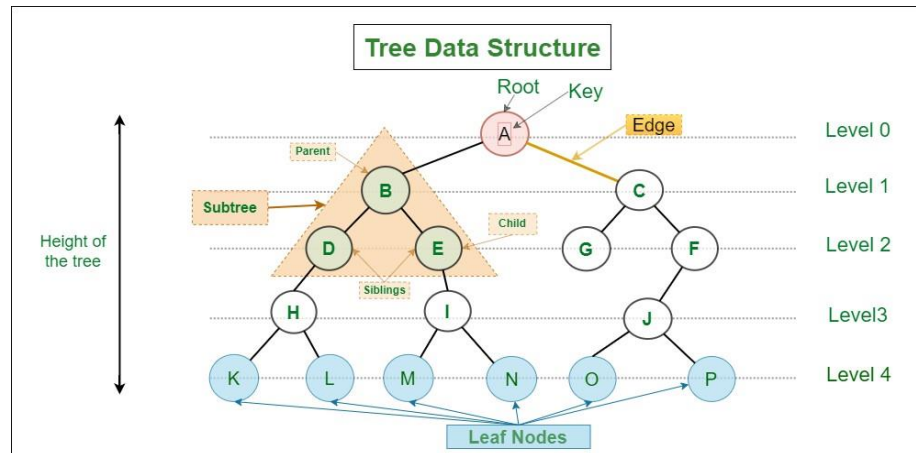 Tree Data Structure
Root
Key
A
Edge
Level 0
Parent
B
C
Level 1
Subtree
Child
Height of
the tree
D
E
G
F
Level 2
Siblings
H
I
J
Level3
K
L
M
N
O
P
Level 4
Leaf Nodes